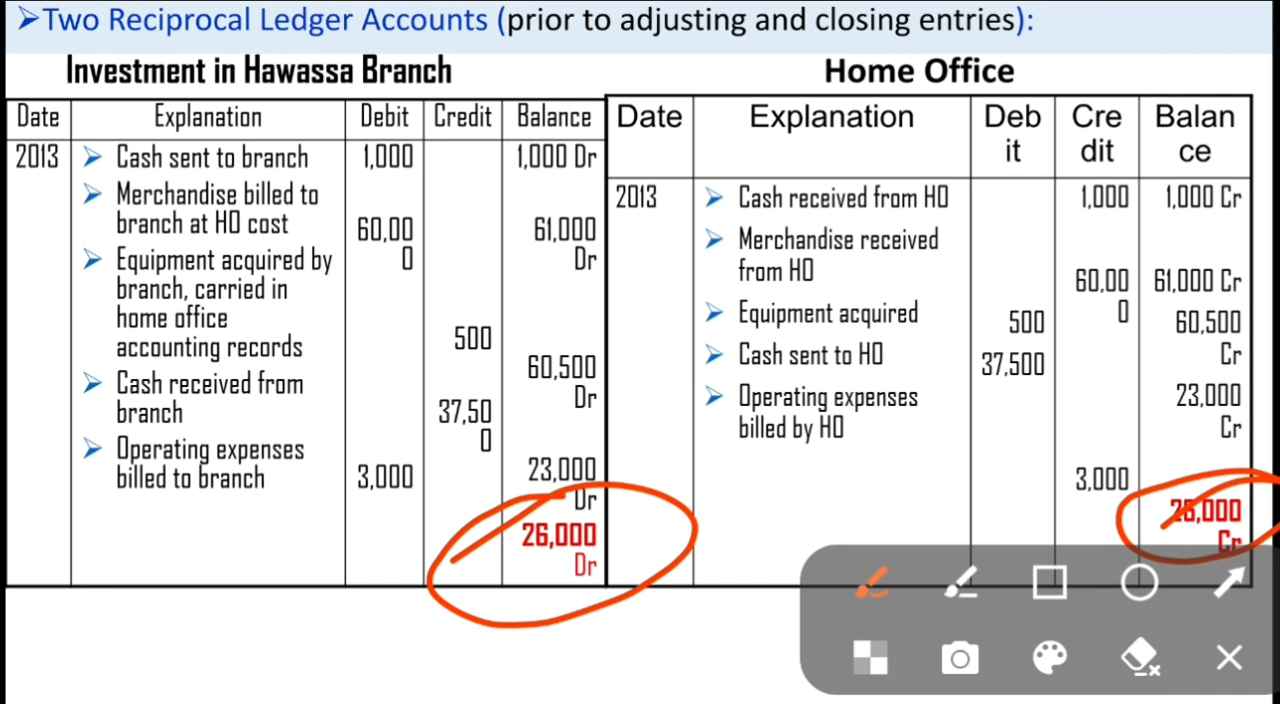 ➢Two Reciprocal Ledger Accounts (prior to adjusting and closing entries):
Investment in Hawassa Branch
Date Explanation Debit Credit Balance
2013 ➢ Cash sent to branch 1,000 1,000 Dr
➢ Merchandise billed to
branch at HO cost 60,00
0 61,000
Dr
➢ Equipment acquired by
branch, carried in
home office
accounting records 500
60,500
Dr
➢ Cash received from
branch 37,50
0
➢ Operating expenses
billed to branch 3,000 23,000
Dr
26,000
Dr
Home Office
Date Explanation Deb
it Cre
dit Balan
ce
2013 ➢ Cash received from HO 1,000 1,000 Cr
➢ Merchandise received
from HO 60,00
0 61,000 Cr
➢ Equipment acquired 500 60,500
Cr
➢ Cash sent to HO 37,500
➢ Operating expenses
billed by HO 23,000
Cr
3,000
26,000
Cr